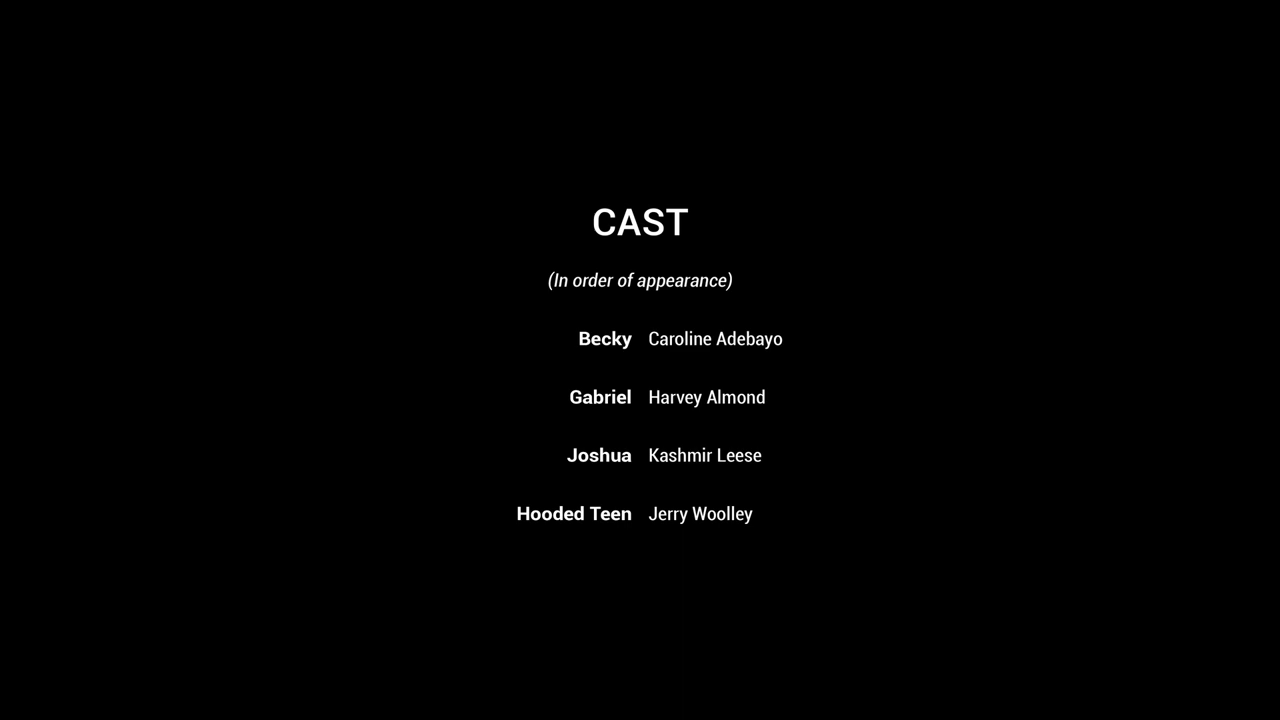 CAST
(In order of appearance)
Becky Caroline Adebayo
Gabriel Harvey Almond
Joshua Kashmir Leese
Hooded Teen Jerry Woolley